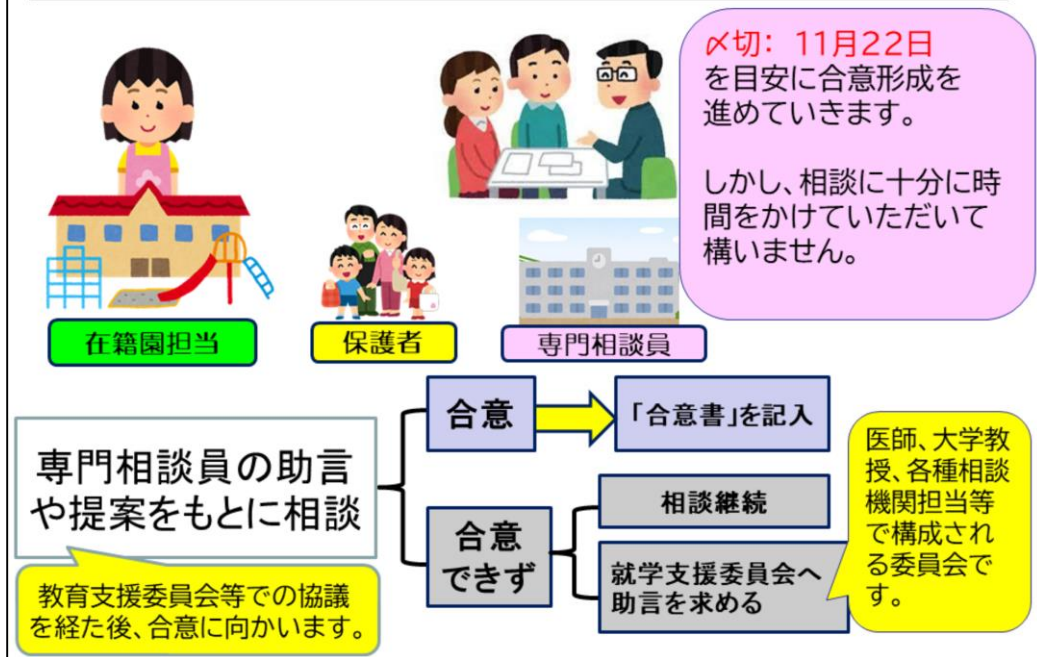 〆切: 11月22日
を目安に合意形成を
進めていきます。
しかし、相談に十分に時
間をかけていただいて
構いません。
在籍園担当
保護者
専門相談員
専門相談員の助言
や提案をもとに相談
教育支援委員会等での協議
を経た後、合意に向かいます。
合意
「合意書」を記入
合意
できず
相談継続
就学支援委員会へ
助言を求める
医師、大学教
授、各種相談
機関担当等
で構成され
る委員会で
す。